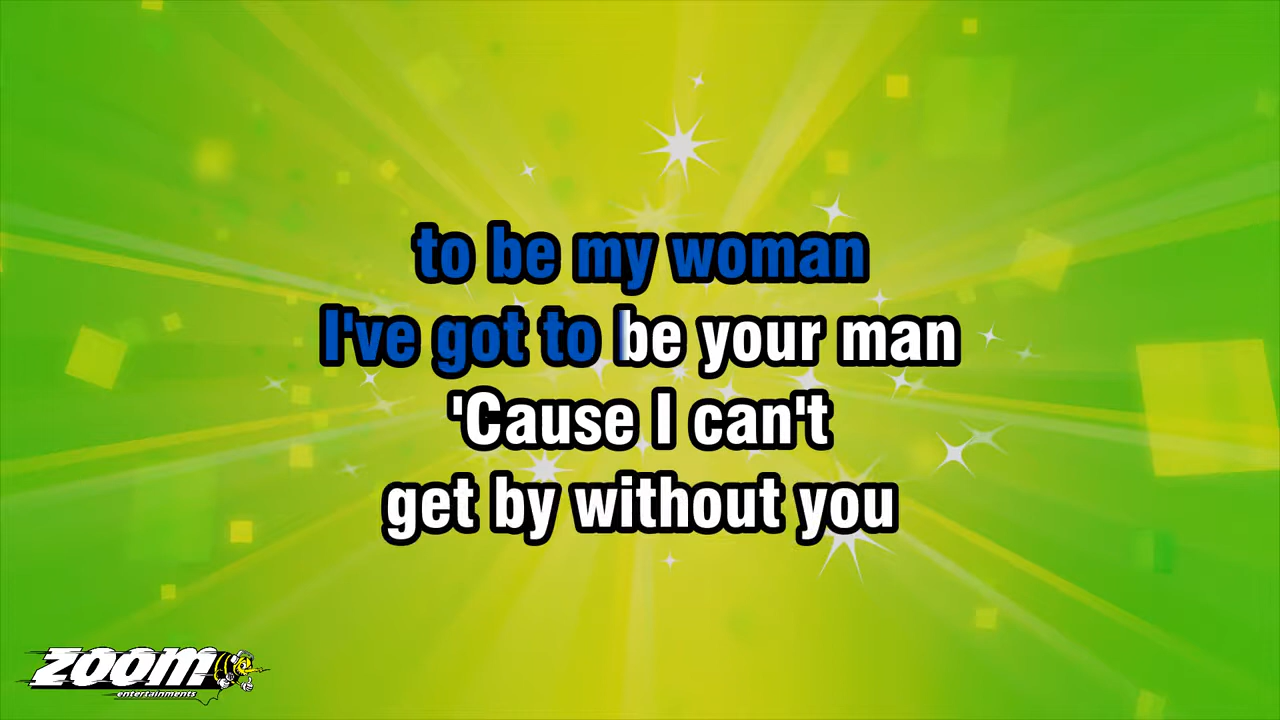 to be my woman
I've got to be your man
'Cause I can't
get by without you
ZOOM
entertainments